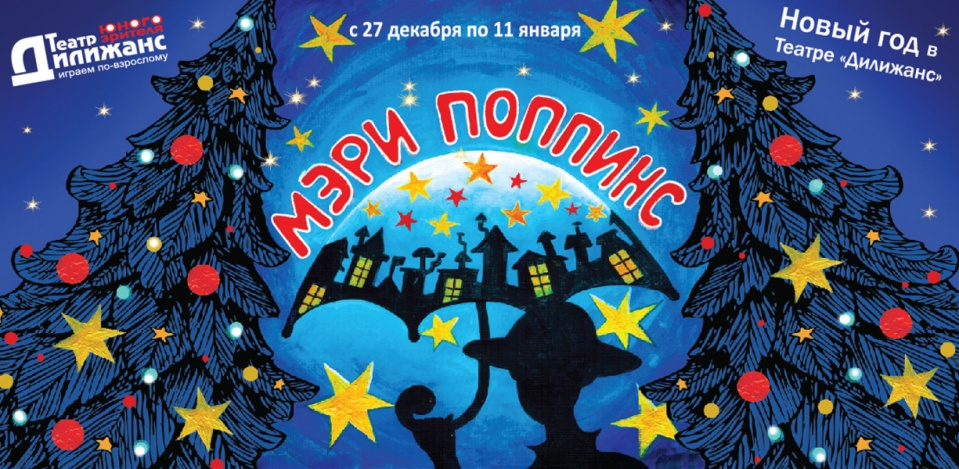 Театр
юного
зрителя
Дилижанс
играем по-взрослому
с 27 декабря по 11 января
Новый год в
Театре «Дилижанс»
МЭРИ ПОППИНС